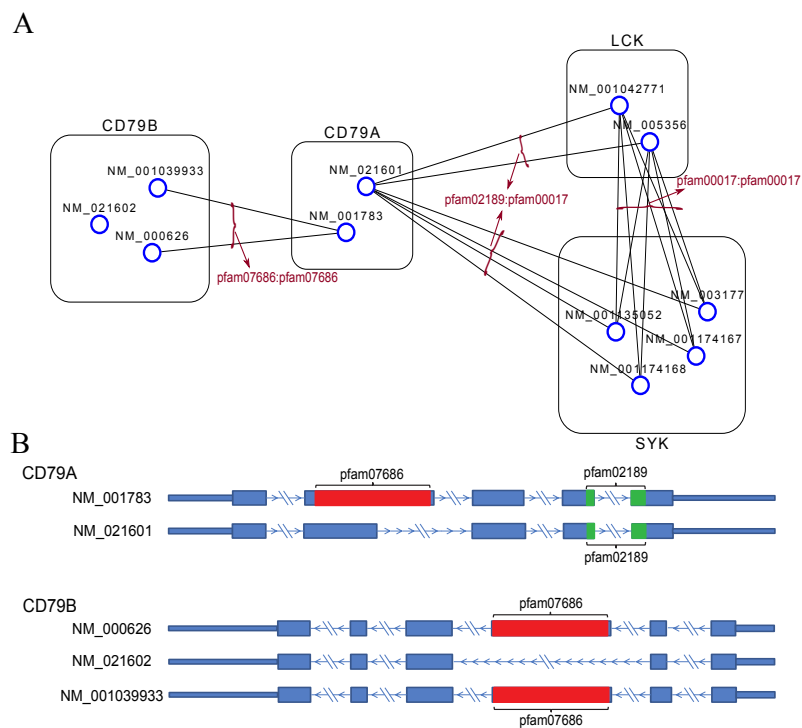 A
LCK
NM_001042771
NM_005356
CD79B
CD79A
NM_001039933
NM_021601
pfam00017:pfam00017
NM_021602
NM_001783
pfam02189:pfam00017
NM_000626
pfam07686:pfam07686
NM_003177
NM_001135052
NM_001174167
NM_001174168
SYK
B
CD79A
pfam07686
pfam02189
NM_001783
NM_021601
pfam02189
CD79B
pfam07686
NM_000626
NM_021602
NM_001039933
pfam07686